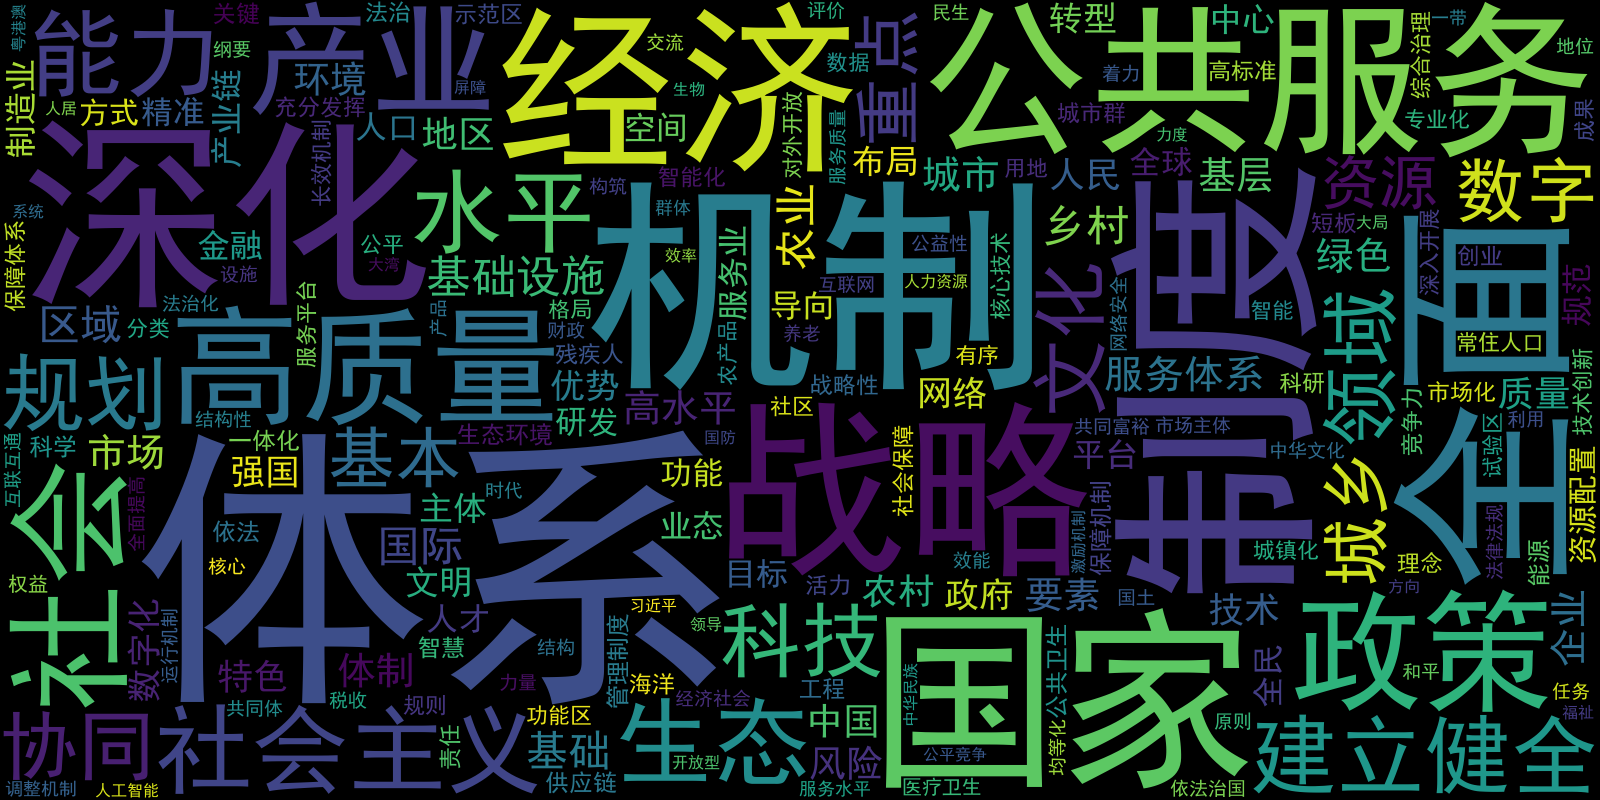 能力
产业
经济
公共服务
深化
机制
制度
全面
体系
战略
国家
高质量
社会
社会主义
政策
建立健全
科技
生态
协同
规划
基本
水平
基础设施
重点
数字
资源
领域
城乡
文化
农业
乡村
绿色
布局
城市
人民
全球
基层
转型
中心
环境
精准
方式
制造业
产业链
人口
地区
空间
金融
区域
市场
强国
国际
主体
文明
人才
智慧
体制
特色
数字化
基础
供应链
中国
风险
海洋
管理制度
农村
政府
要素
技术
企业
全民
目标
业态
功能
研发
优势
高水平
网络
导向
服务业
服务体系
平台
质量
资源配置
规范
粤港澳
关键
纲要
法治
示范区
交流
屏障
生物
评价
数据
民生
一带
地位
综合治理
着力
高标准
城市群
专业化
成果
力度
人居
充分发挥
长效机制
对外开放
服务质量
智能化
构筑
用地
短板
大局
深入开展
创业
系统
保障体系
设施
公平
大湾
群体
效率
公益性
互联网
人力资源
核心技术
网络安全
智能
常住人口
法治化
分类
服务平台
产品
格局
财政
残疾人
养老
农产品
有序
战略性
科研
市场化
技术创新
竞争力
试验区
利用
结构性
一体化
科学
互联互通
生态环境
国防
社区
共同富裕
市场主体
中华文化
全面提高
时代
社会保障
激励机制
保障机制
城镇化
法律法规
理念
能源
方向
依法
核心
权益
运行机制
习近平
领导
结构
效能
活力
国土
公共卫生
力量
经济社会
工程
中华民族
和平
任务
福祉
税收
规则
共同体
责任
功能区
开放型
公平竞争
均等化
原则
调整机制
人工智能
服务水平
医疗卫生
依法治国